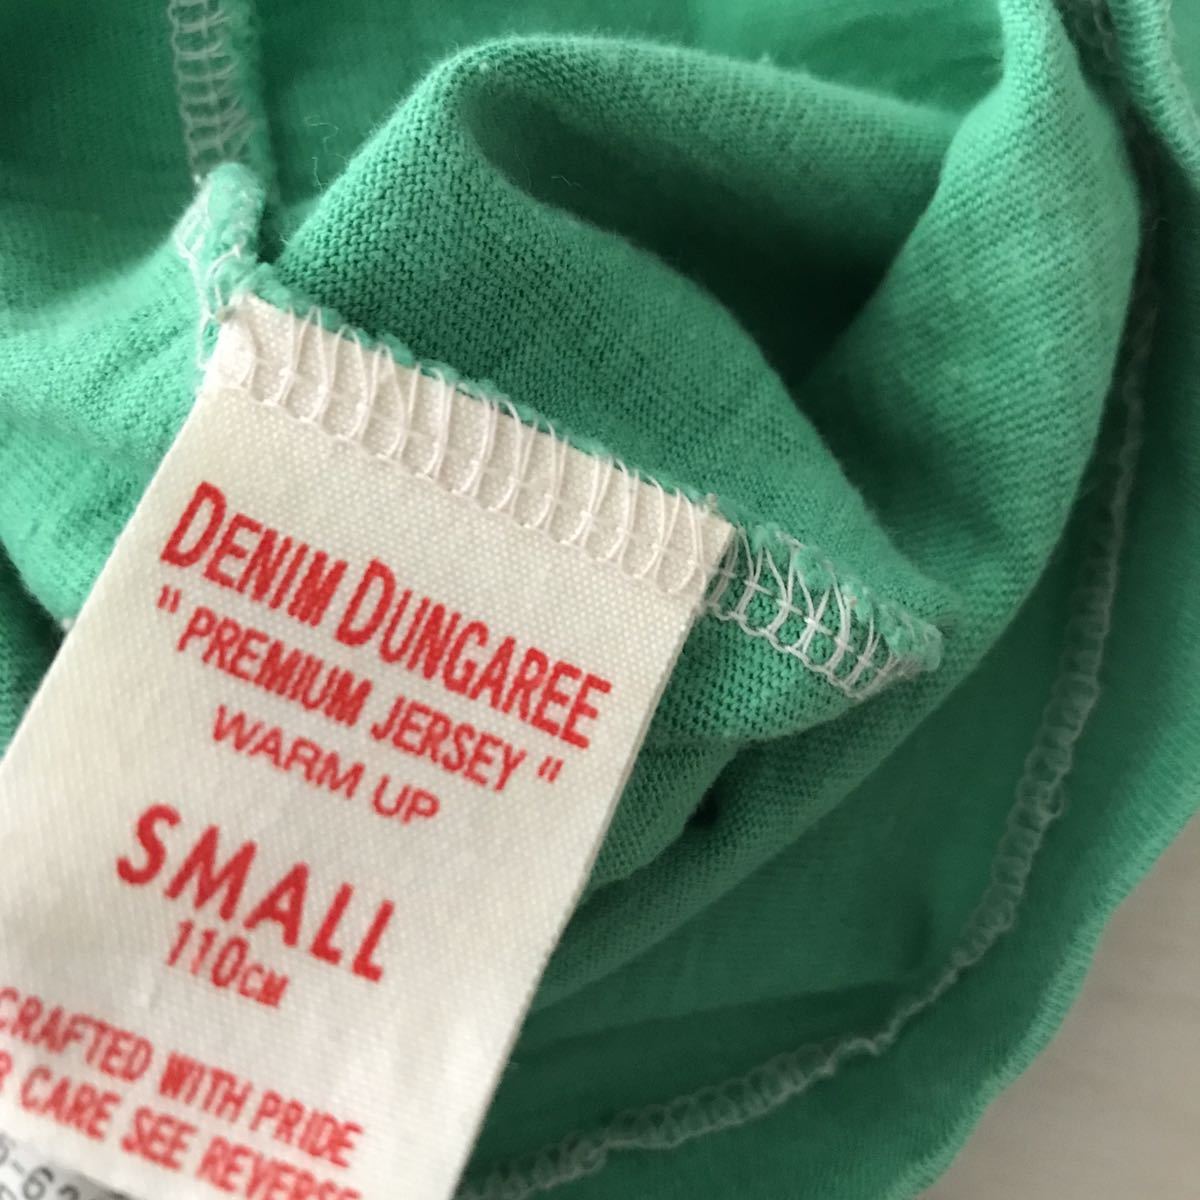 DENIM DUNGAREE
" PREMIUM JERSEY "
WARM UP
SMALL
110CM
CRAFTED WITH PRIDE
CARE SEE REVERSE